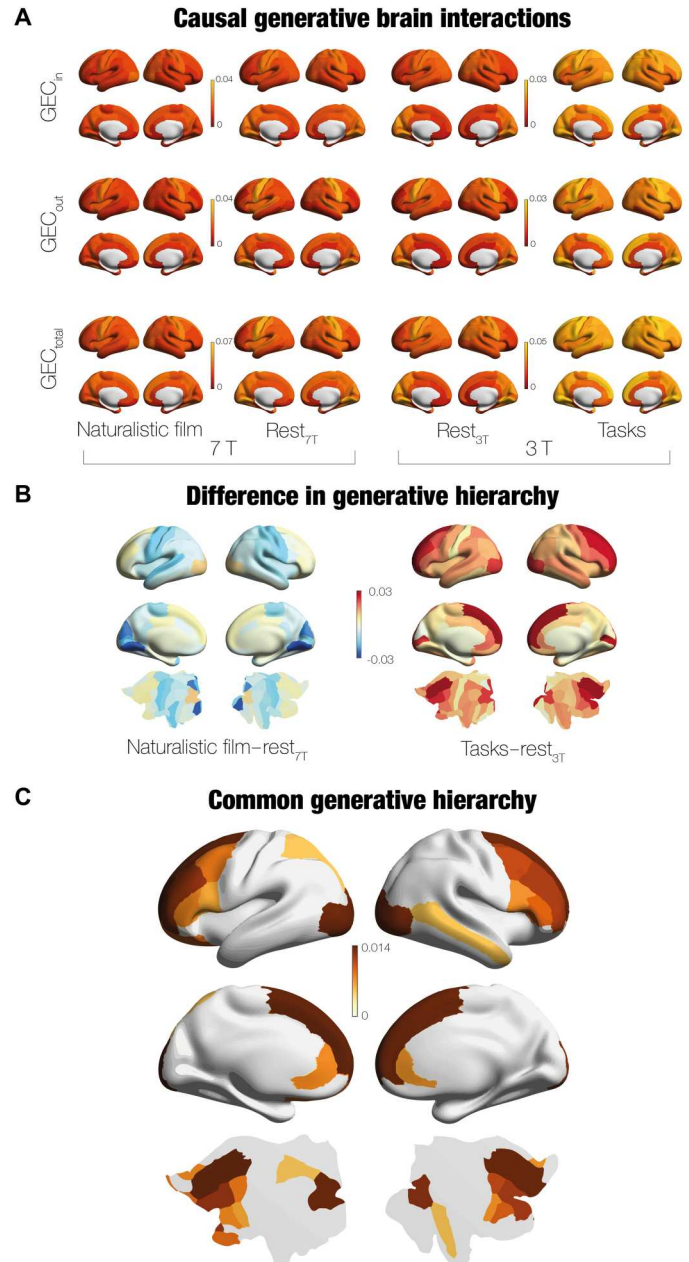 A Causal generative brain interactions
GEC_in
0.04
0
0.03
0
GEC_out
0.04
0
0.03
0
GEC_total
0.07
0
0.05
0
Naturalistic film
Rest_7T
Rest_3T
Tasks
7 T
3 T
B Difference in generative hierarchy
0.03
-0.03
Naturalistic film–rest_7T
Tasks–rest_3T
C Common generative hierarchy
0.014
0